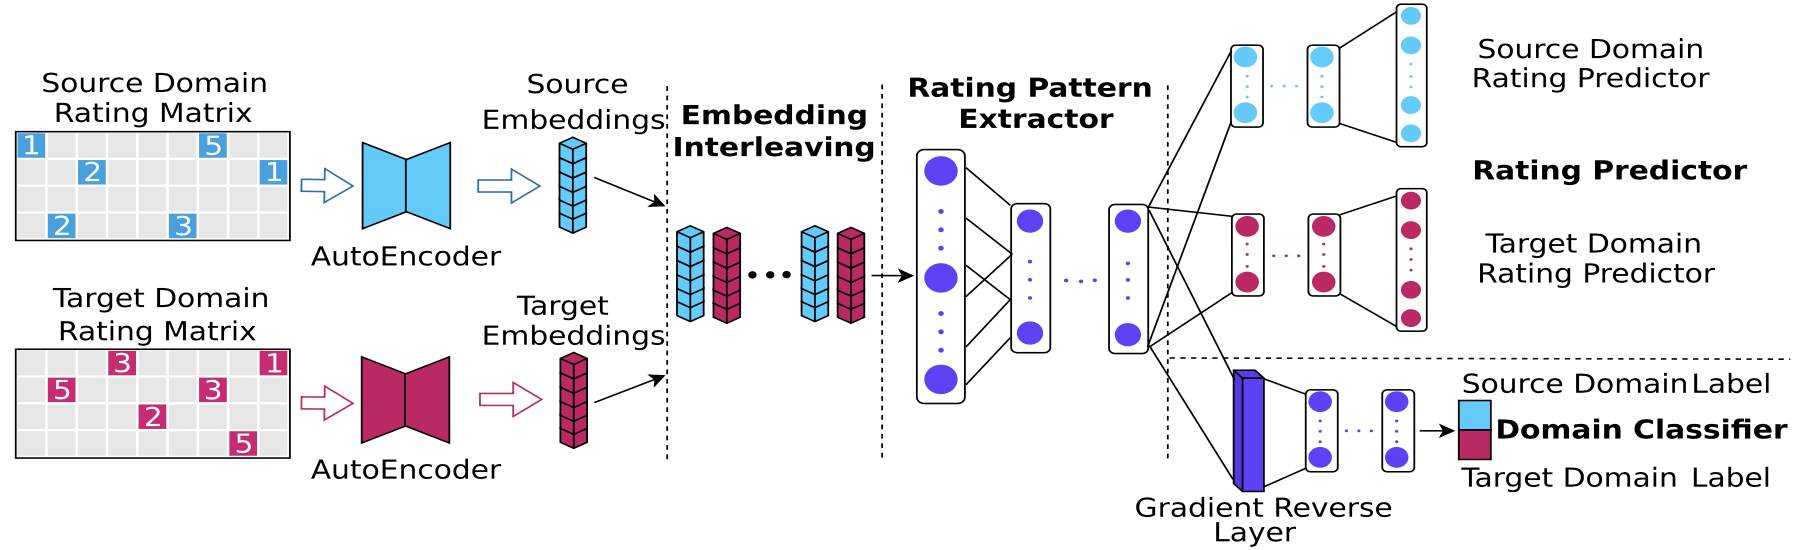 Source Domain
Rating Matrix
1 5
2 1
2 3
AutoEncoder
Source
Embeddings
Target Domain
Rating Matrix
3 1
5 3
2
5
AutoEncoder
Target
Embeddings
Embedding
Interleaving
Rating Pattern
Extractor
Source Domain
Rating Predictor
Rating Predictor
Target Domain
Rating Predictor
Source Domain Label
Domain Classifier
Target Domain Label
Gradient Reverse
Layer